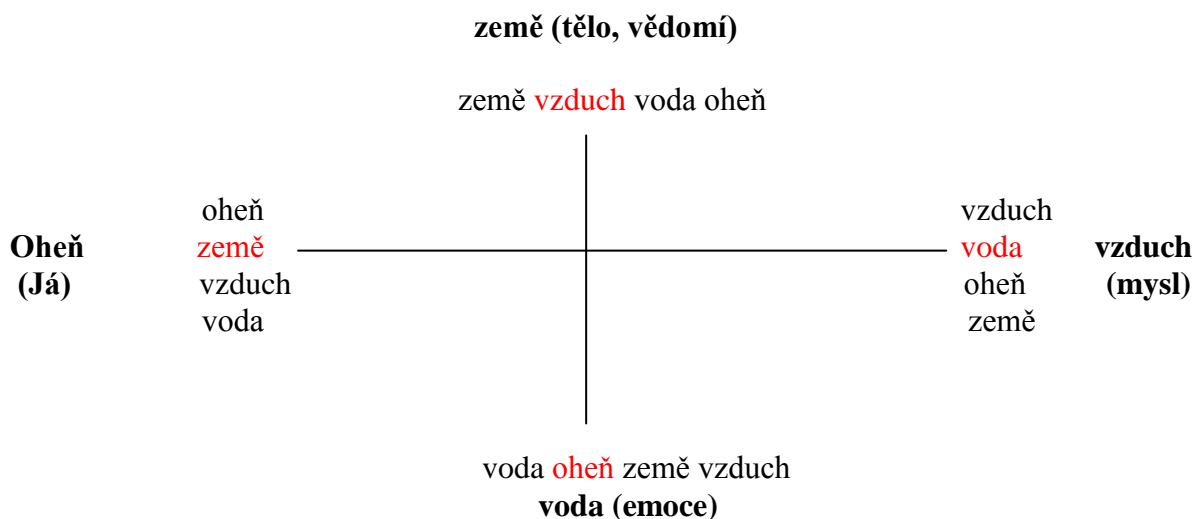 země (tělo, vědomí)
země vzduch voda oheň
oheň
země
vzduch
voda
Oheň
(Já)
vzduch
voda
oheň
země
vzduch
(mysl)
voda oheň země vzduch
voda (emoce)